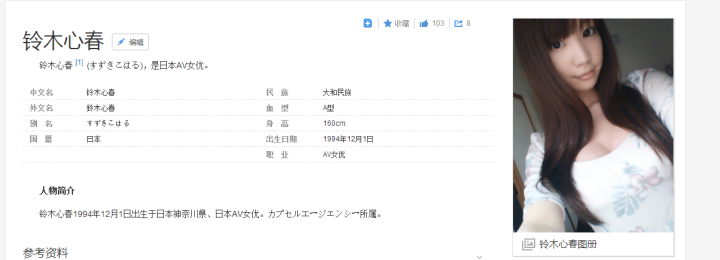 收藏 103 8
铃木心春 编辑
铃木心春 [1] (すずきこはる)，是日本AV女优。
中文名 铃木心春 民 族 大和民族
外文名 鈴木心春 血 型 A型
别 名 すずきこはる 身 高 160cm
国 籍 日本 出生日期 1994年12月1日
职 业 AV女优
人物简介
鈴木心春1994年12月1日出生于日本神奈川県、日本AV女优。カプセルエージエンシー所属。
铃木心春图册
参考资料